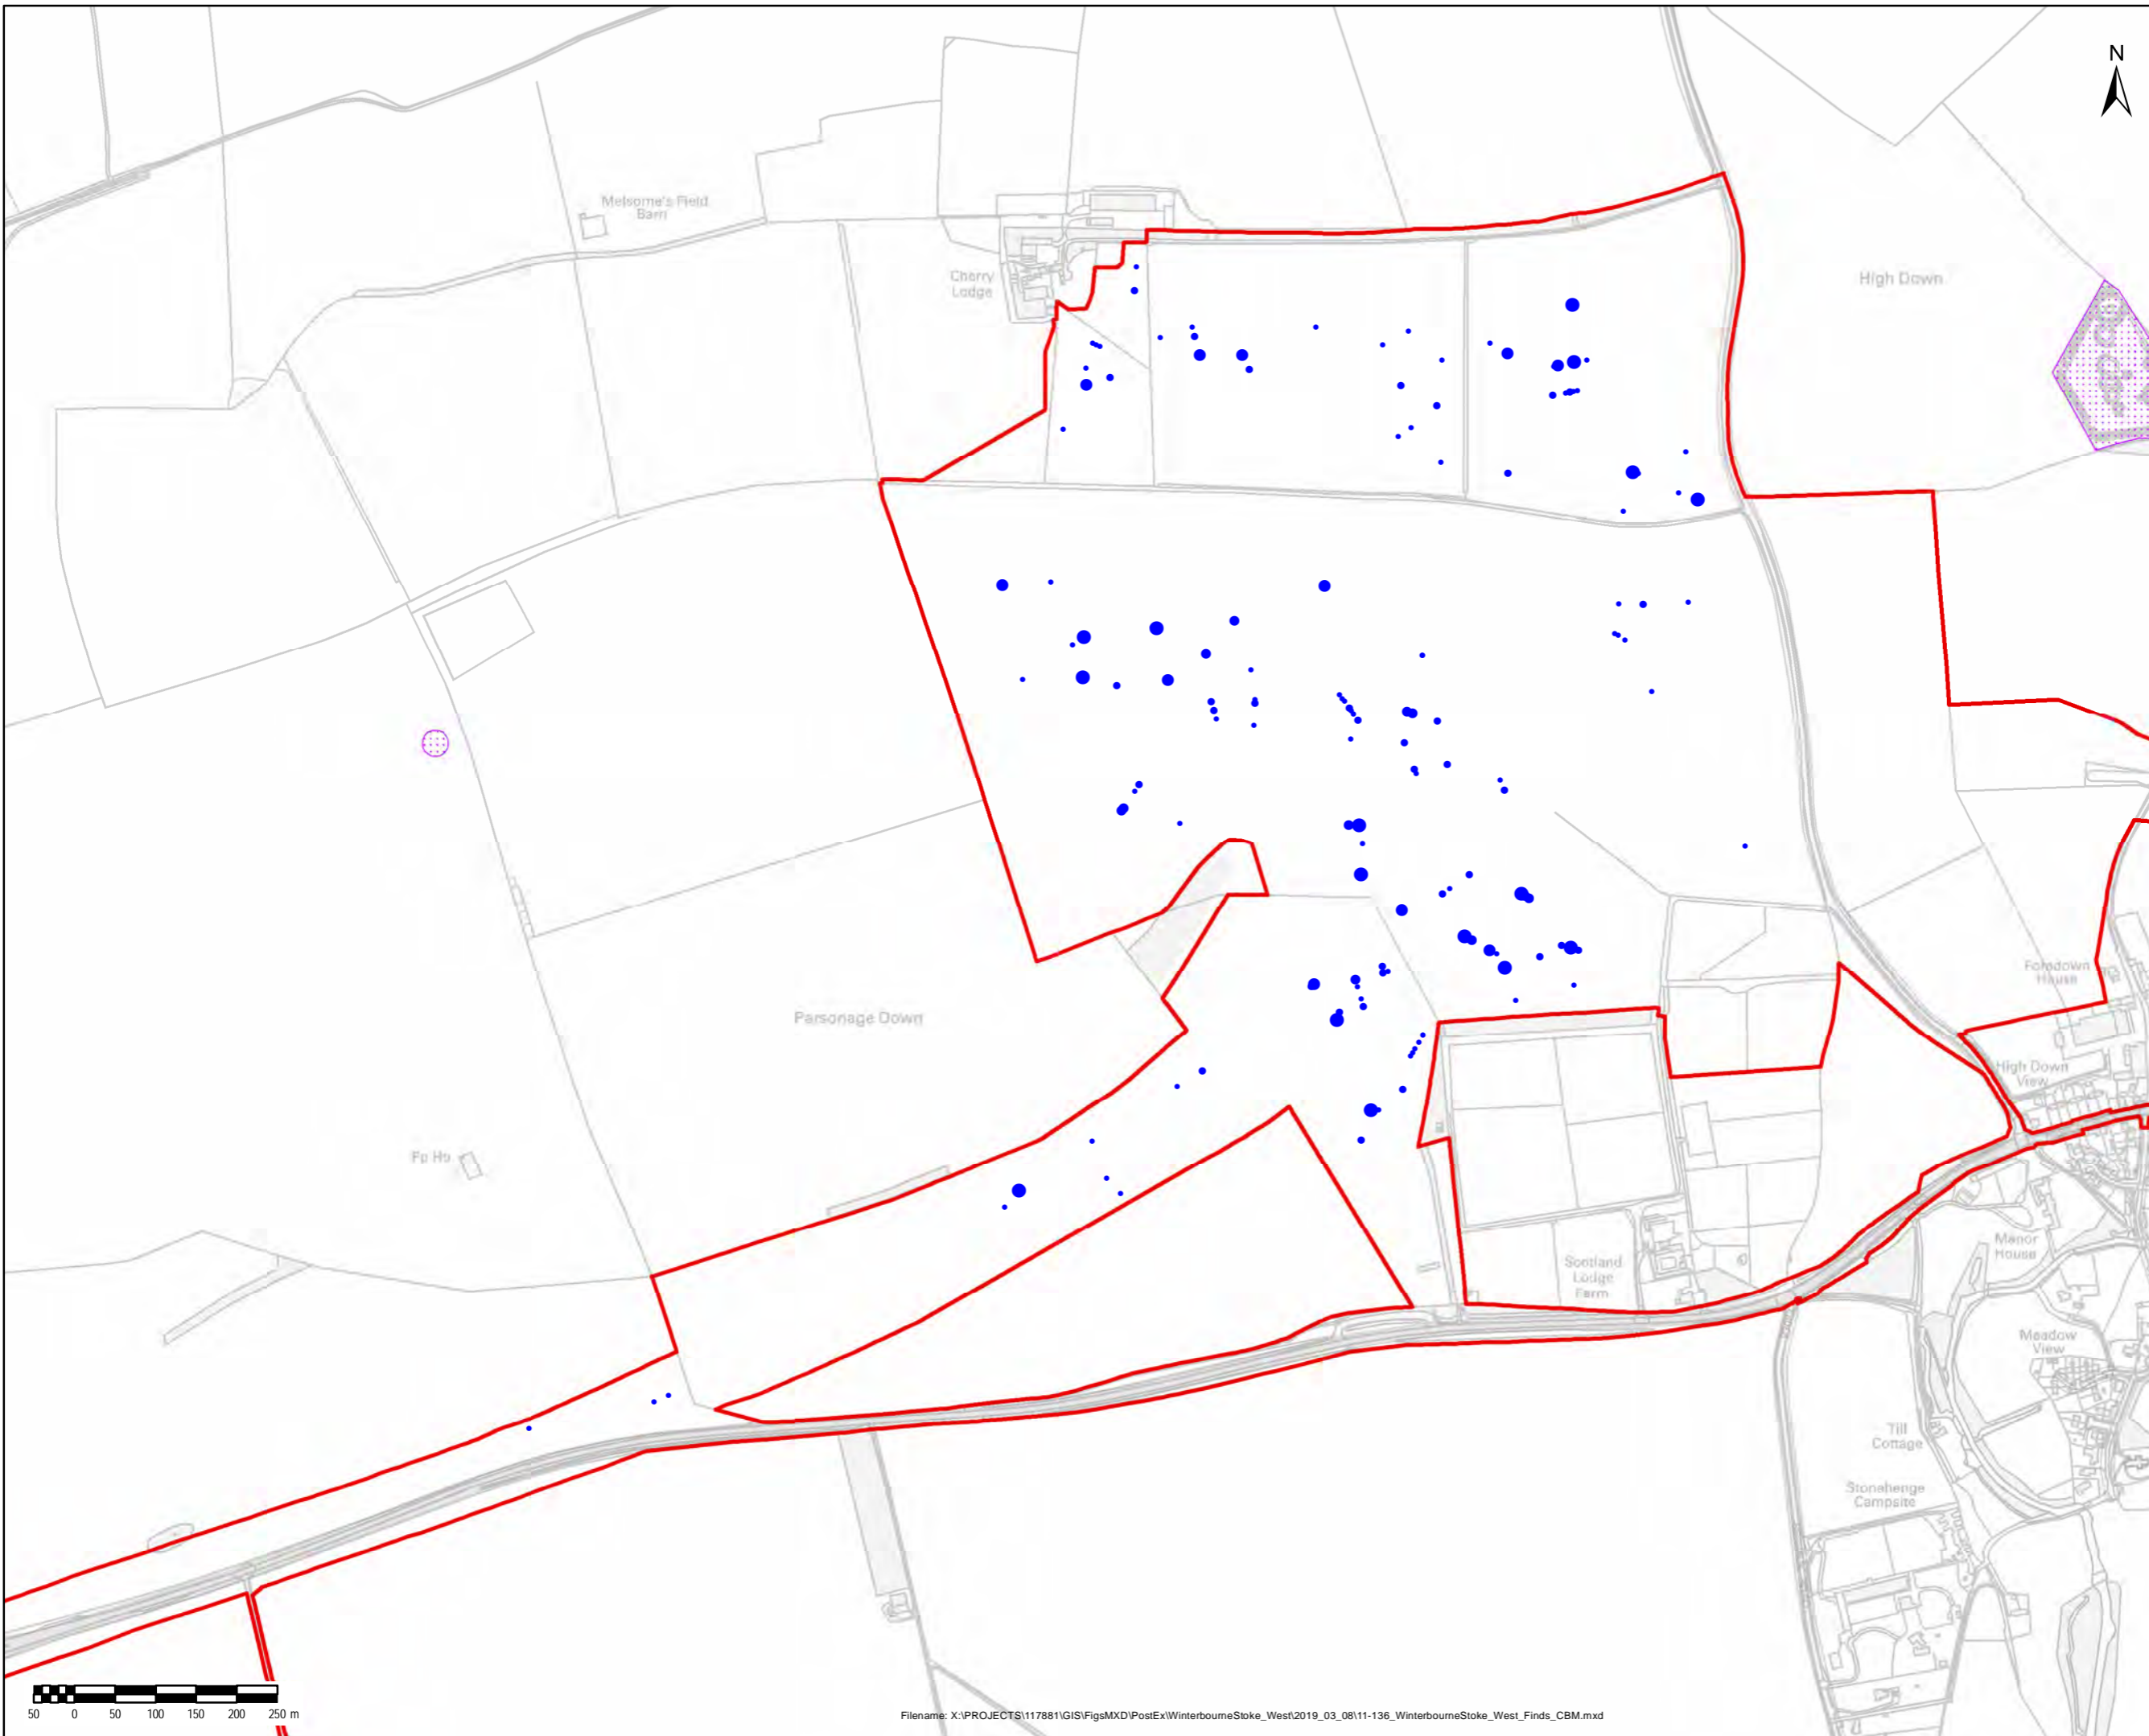 N
Melsome's Field
Barn
Cherry
Lodge
High Down
Foredown
House
Parsonage Down
High Down
View
Manor
House
Scotland
Lodge
Farm
Meadow
View
Till
Cottage
Stonehenge
Campsite
50 0 50 100 150 200 250 m
Filename: X:\PROJECTS\117881\GIS\FigsMXD\PostEx\WinterbourneStoke_West\2019_03_08\11-136_WinterbourneStoke_West_Finds_CBM.mxd